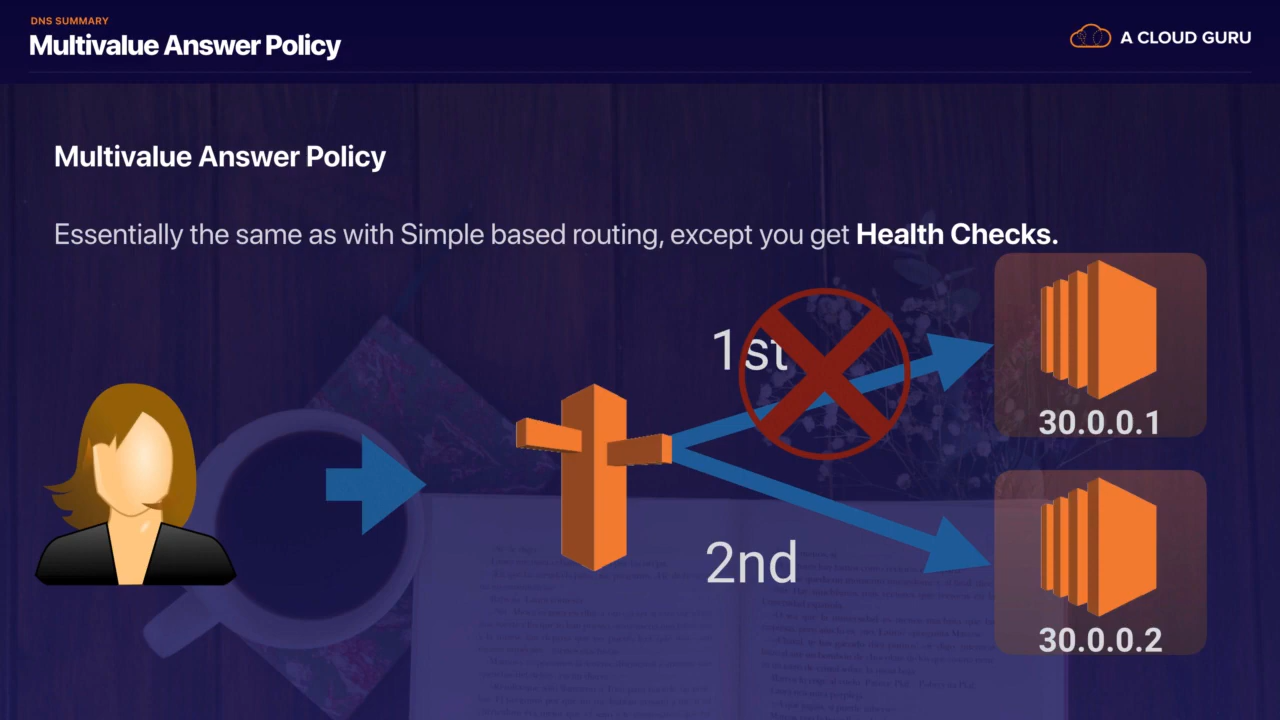 DNS SUMMARY
Multivalue Answer Policy
A CLOUD GURU
Multivalue Answer Policy
Essentially the same as with Simple based routing, except you get Health Checks.
1st
30.0.0.1
2nd
30.0.0.2